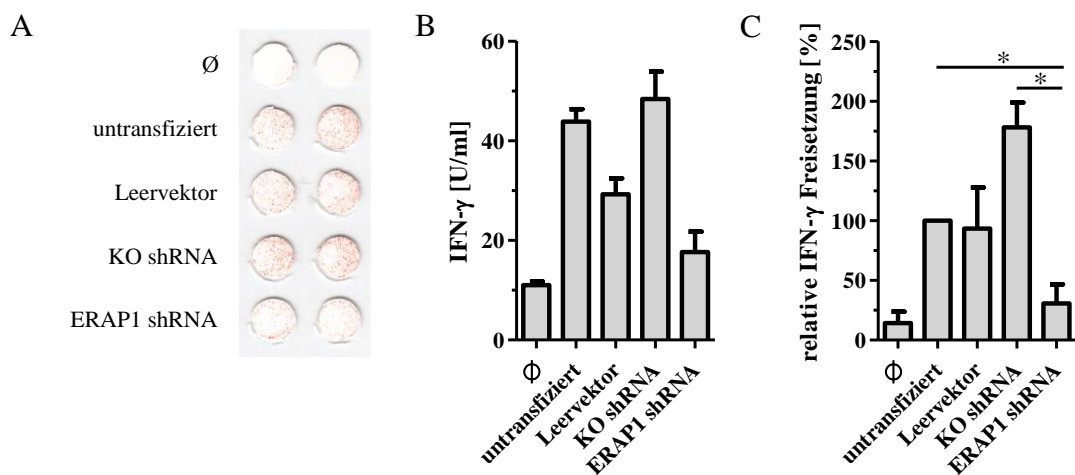 A
Ø
untransfiziert
Leervektor
KO shRNA
ERAP1 shRNA
B
IFN-γ [U/ml]
60
40
20
0
Φ
untransfiziert
Leervektor
KO shRNA
ERAP1 shRNA
C
relative IFN-γ Freisetzung [%]
250
200
150
100
50
0
*
*
Φ
untransfiziert
Leervektor
KO shRNA
ERAP1 shRNA